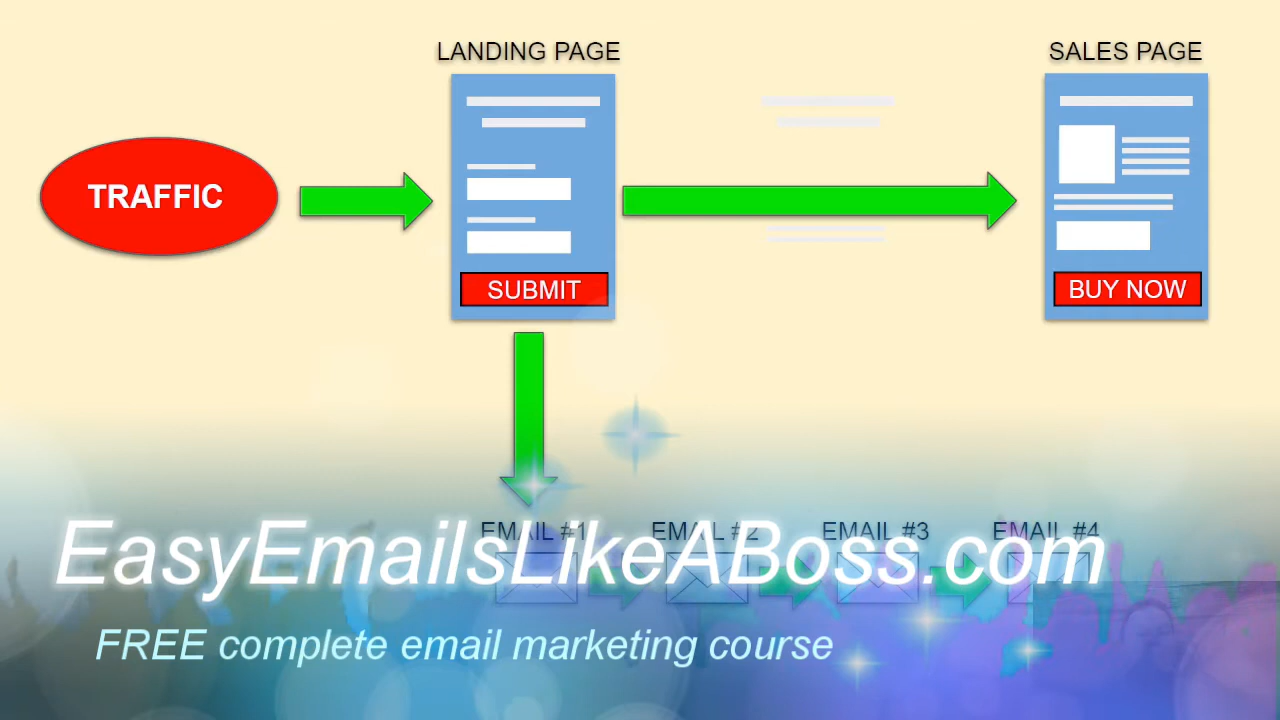 LANDING PAGE
SALES PAGE
TRAFFIC
SUBMIT
BUY NOW
EMAIL #1
EMAIL #2
EMAIL #3
EMAIL #4
EasyEmailsLikeABoss.com
FREE complete email marketing course